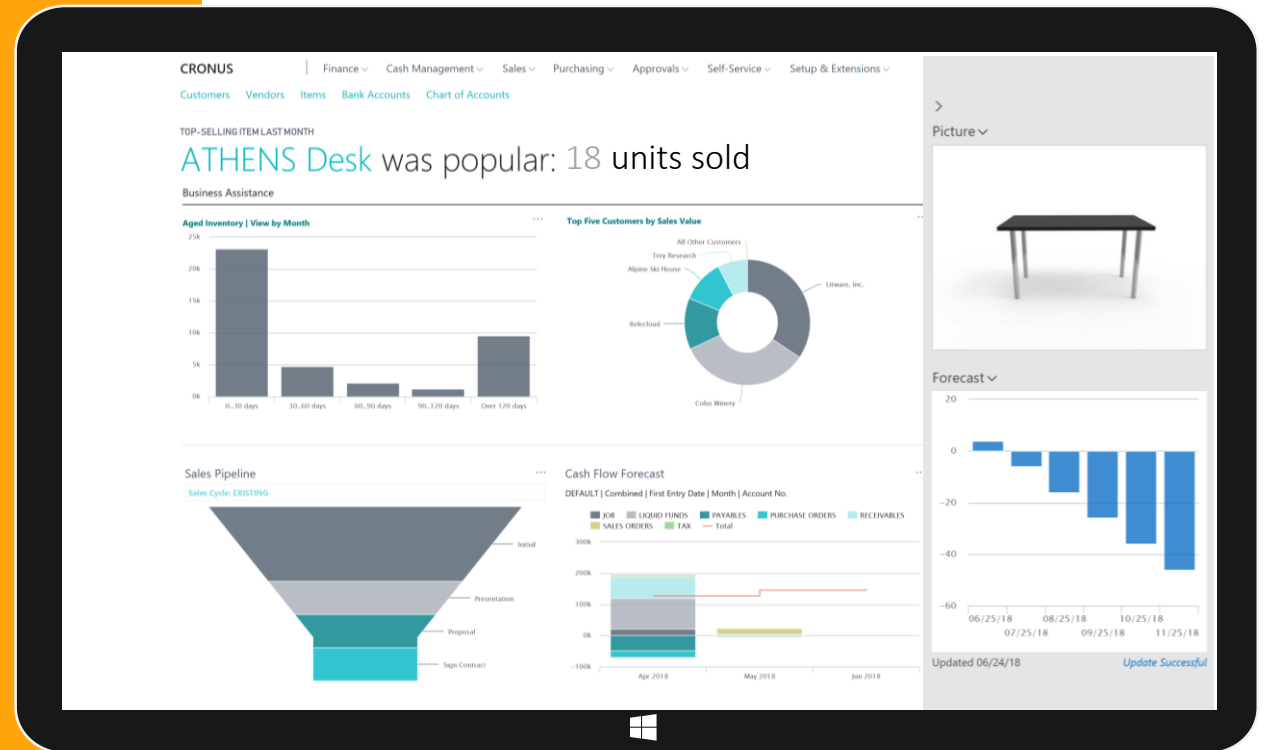 CRONUS
Finance Cash Management Sales Purchasing Approvals Self-Service Setup & Extensions
Customers Vendors Items Bank Accounts Chart of Accounts
TOP-SELLING ITEM LAST MONTH
ATHENS Desk was popular: 18 units sold
Business Assistance
Aged Inventory | View by Month
25k
20k
15k
10k
5k
0k
0..30 days 30..60 days 60..90 days 90..120 days Over 120 days
Top Five Customers by Sales Value
All Other Customers
Trey Research
Alpine Ski House
Litware, Inc.
Relecloud
Coho Winery
Sales Pipeline
Sales Cycle: EXISTING
Initial
Presentation
Proposal
Sign Contract
Cash Flow Forecast
DEFAULT | Combined | First Entry Date | Month | Account No.
JOB LIQUID FUNDS PAYABLES PURCHASE ORDERS RECEIVABLES
SALES ORDERS TAX Total
300k
200k
100k
0k
-100k
Apr 2018 May 2018 Jun 2018
Picture
Forecast
20
0
-20
-40
-60
06/25/18 08/25/18 10/25/18
07/25/18 09/25/18 11/25/18
Updated 06/24/18 Update Successful